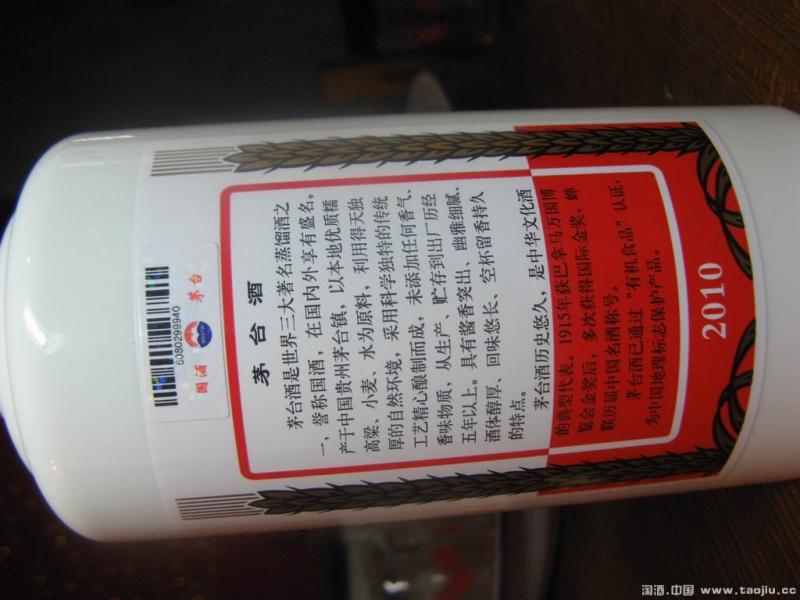 6080299940
国酒 茅台
茅台酒
茅台酒是世界三大著名蒸馏酒之
一，誉称国酒，在国内外享有盛名。
产于中国贵州茅台镇，以本地优质糯
高粱、小麦、水为原料，利用得天独
厚的自然环境，采用科学独特的传统
工艺精心酿制而成，未添加任何香气、
香味物质，从生产、贮存到出厂历经
五年以上。具有酱香突出、幽雅细腻、
酒体醇厚、回味悠长、空杯留香持久
的特点。
茅台酒历史悠久，是中华文化酒
的典型代表。1915年获巴拿马万国博
览会金奖后，多次获得国际金奖，蝉
联历届中国名酒称号。
茅台酒已通过“有机食品”认证，
为中国地理标志保护产品。
2010
淘酒.中国 www.taojiu.cc